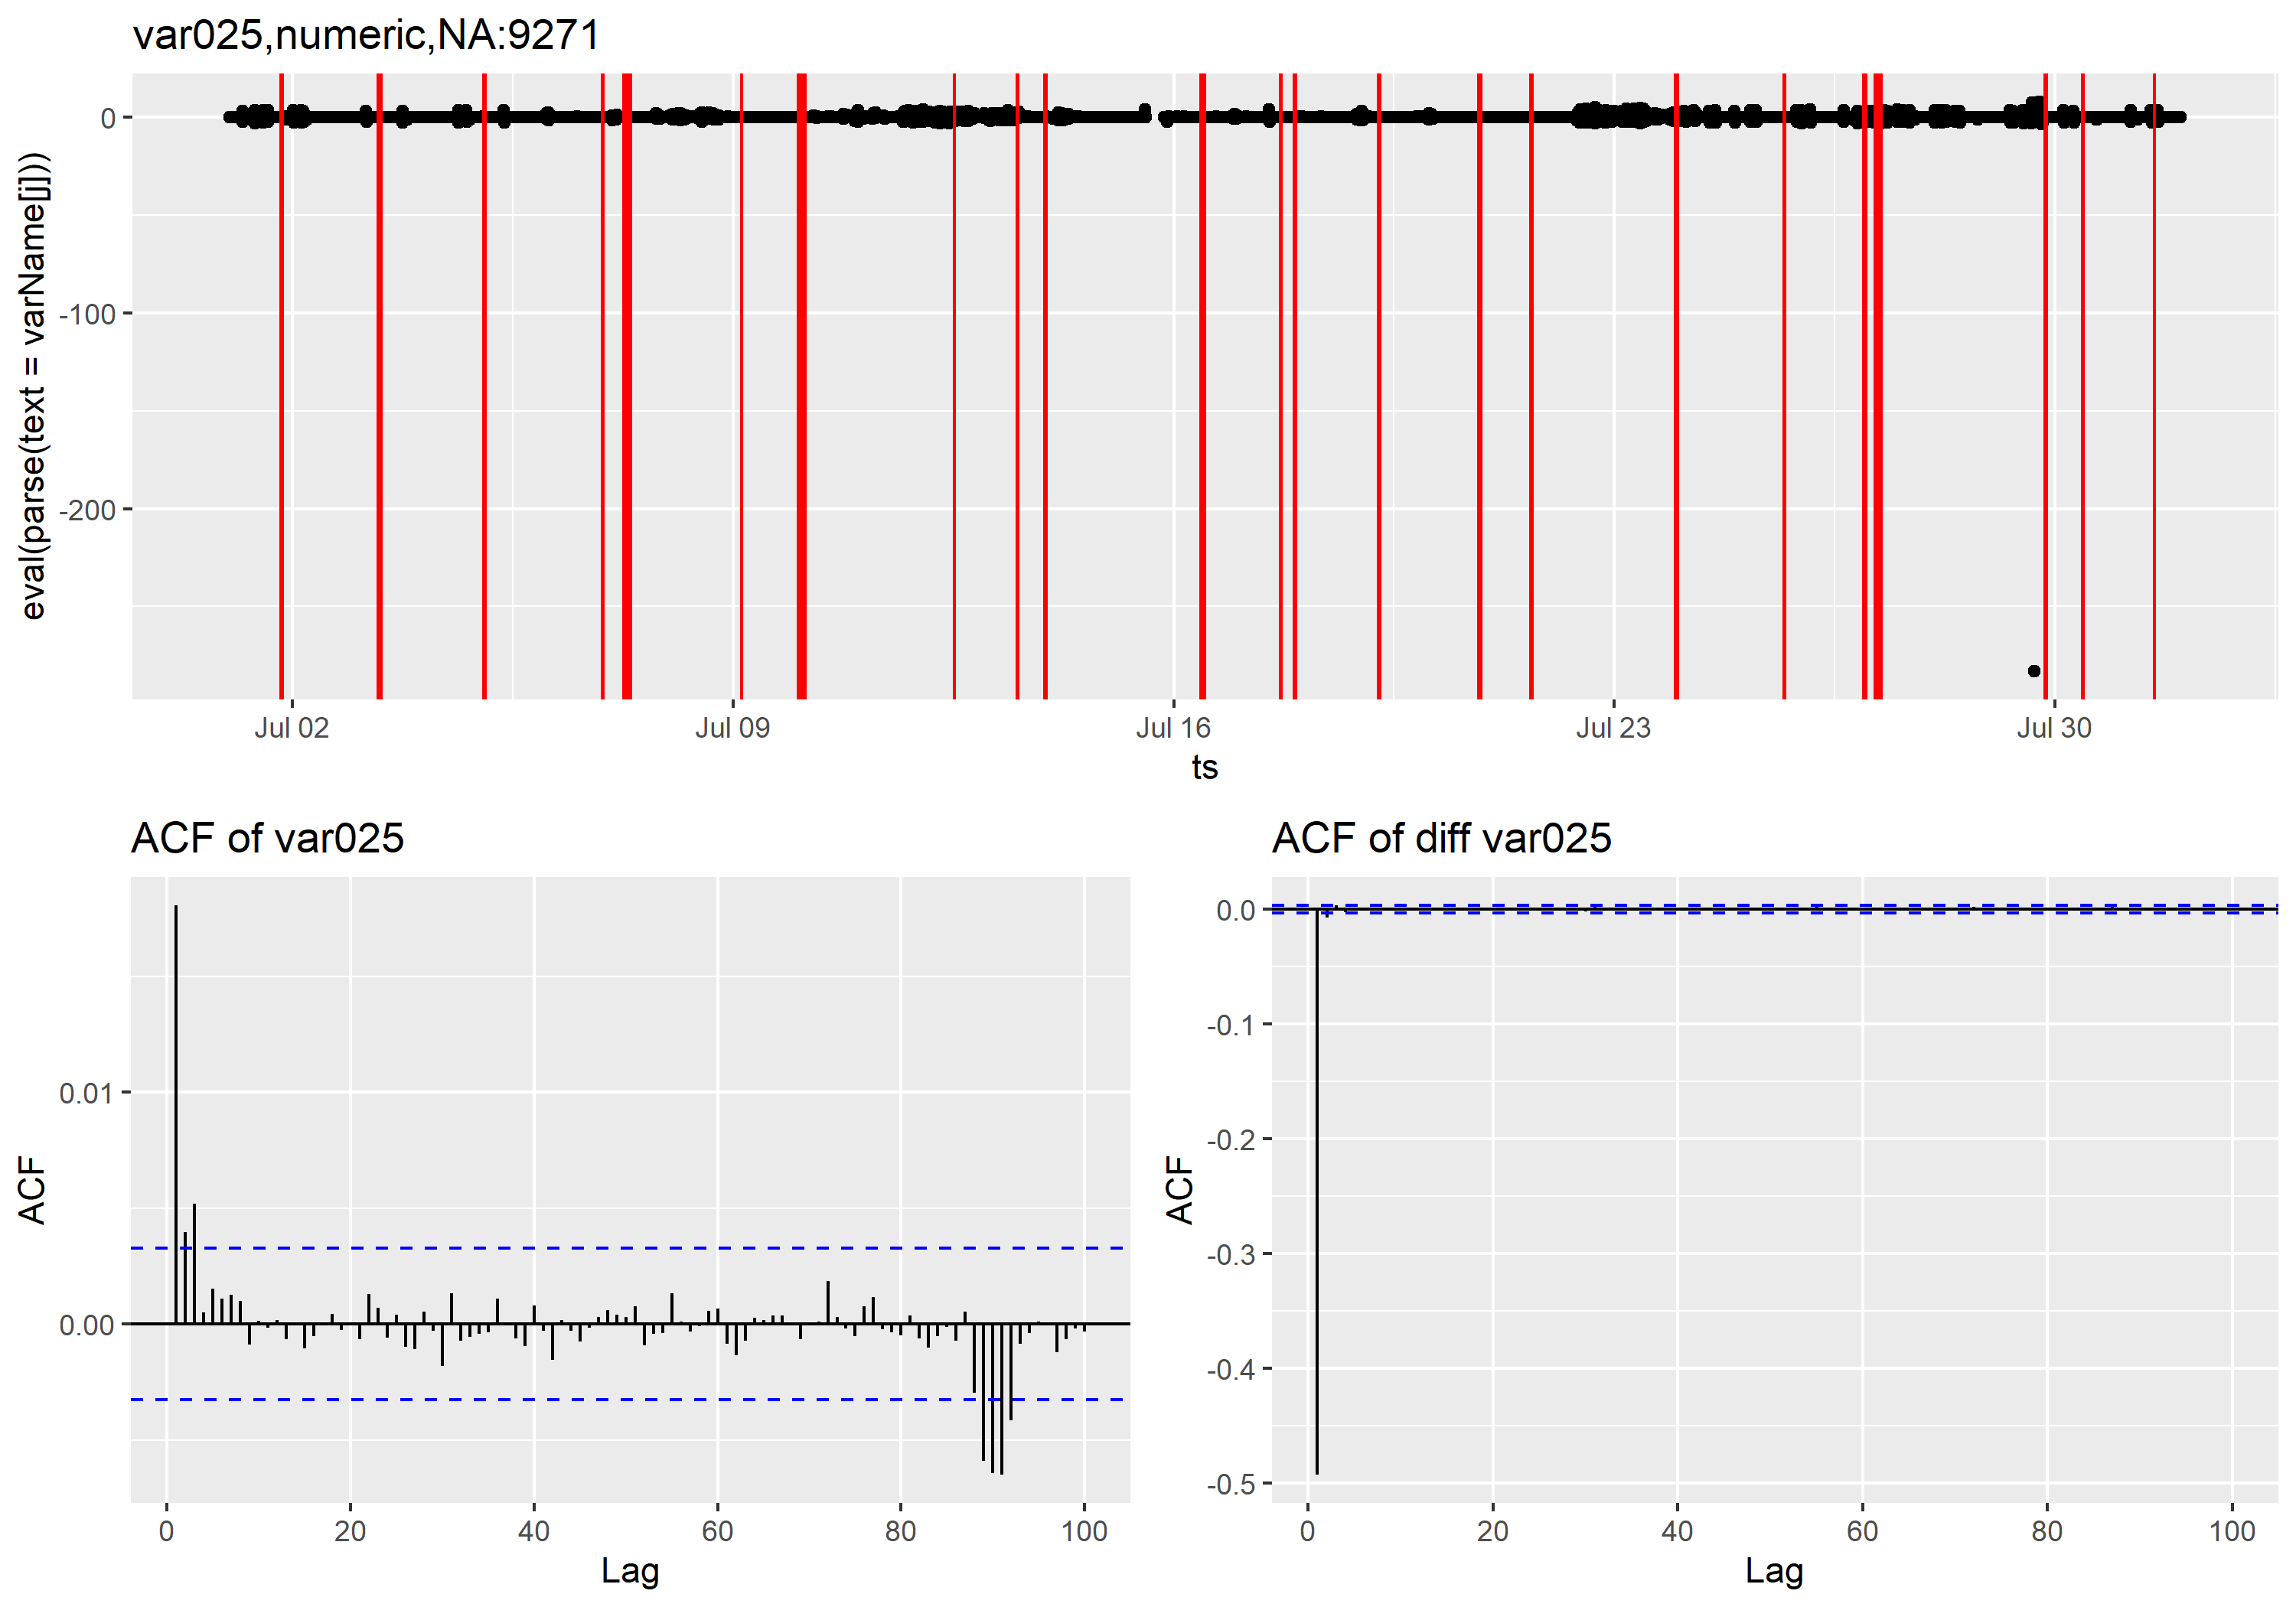 var025,numeric,NA:9271
eval(parse(text = varName[j]))
0
-100
-200
Jul 02
Jul 09
Jul 16
Jul 23
Jul 30
ts
ACF of var025
ACF
0.01
0.00
0
20
40
60
80
100
Lag
ACF of diff var025
ACF
0.0
-0.1
-0.2
-0.3
-0.4
-0.5
0
20
40
60
80
100
Lag